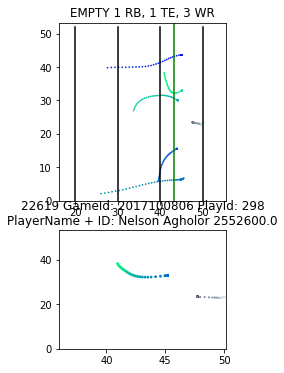 EMPTY 1 RB, 1 TE, 3 WR
50
40
30
20
10
0
20 30 40 50
22619 GameId: 2017100806 PlayId: 298
PlayerName + ID: Nelson Agholor 2552600.0
40
20
0
40 45 50